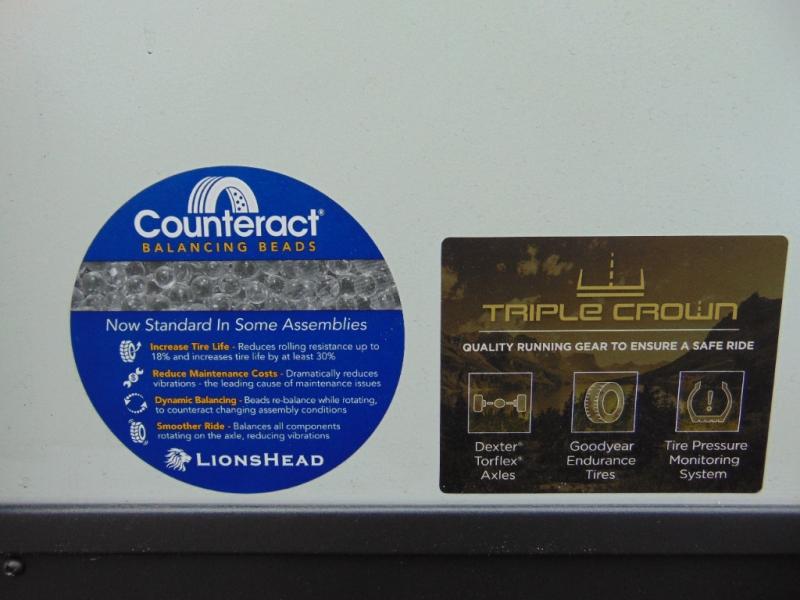 Counteract®
BALANCING BEADS
Now Standard In Some Assemblies
Increase Tire Life - Reduces rolling resistance up to
18% and increases tire life by at least 30%
Reduce Maintenance Costs - Dramatically reduces
vibrations - the leading cause of maintenance issues
Dynamic Balancing - Beads re-balance while rotating,
to counteract changing assembly conditions
Smoother Ride - Balances all components
rotating on the axle, reducing vibrations
LIONSHEAD
TRIPLE CROWN
QUALITY RUNNING GEAR TO ENSURE A SAFE RIDE
Dexter®
Torflex®
Axles
Goodyear
Endurance
Tires
Tire Pressure
Monitoring
System